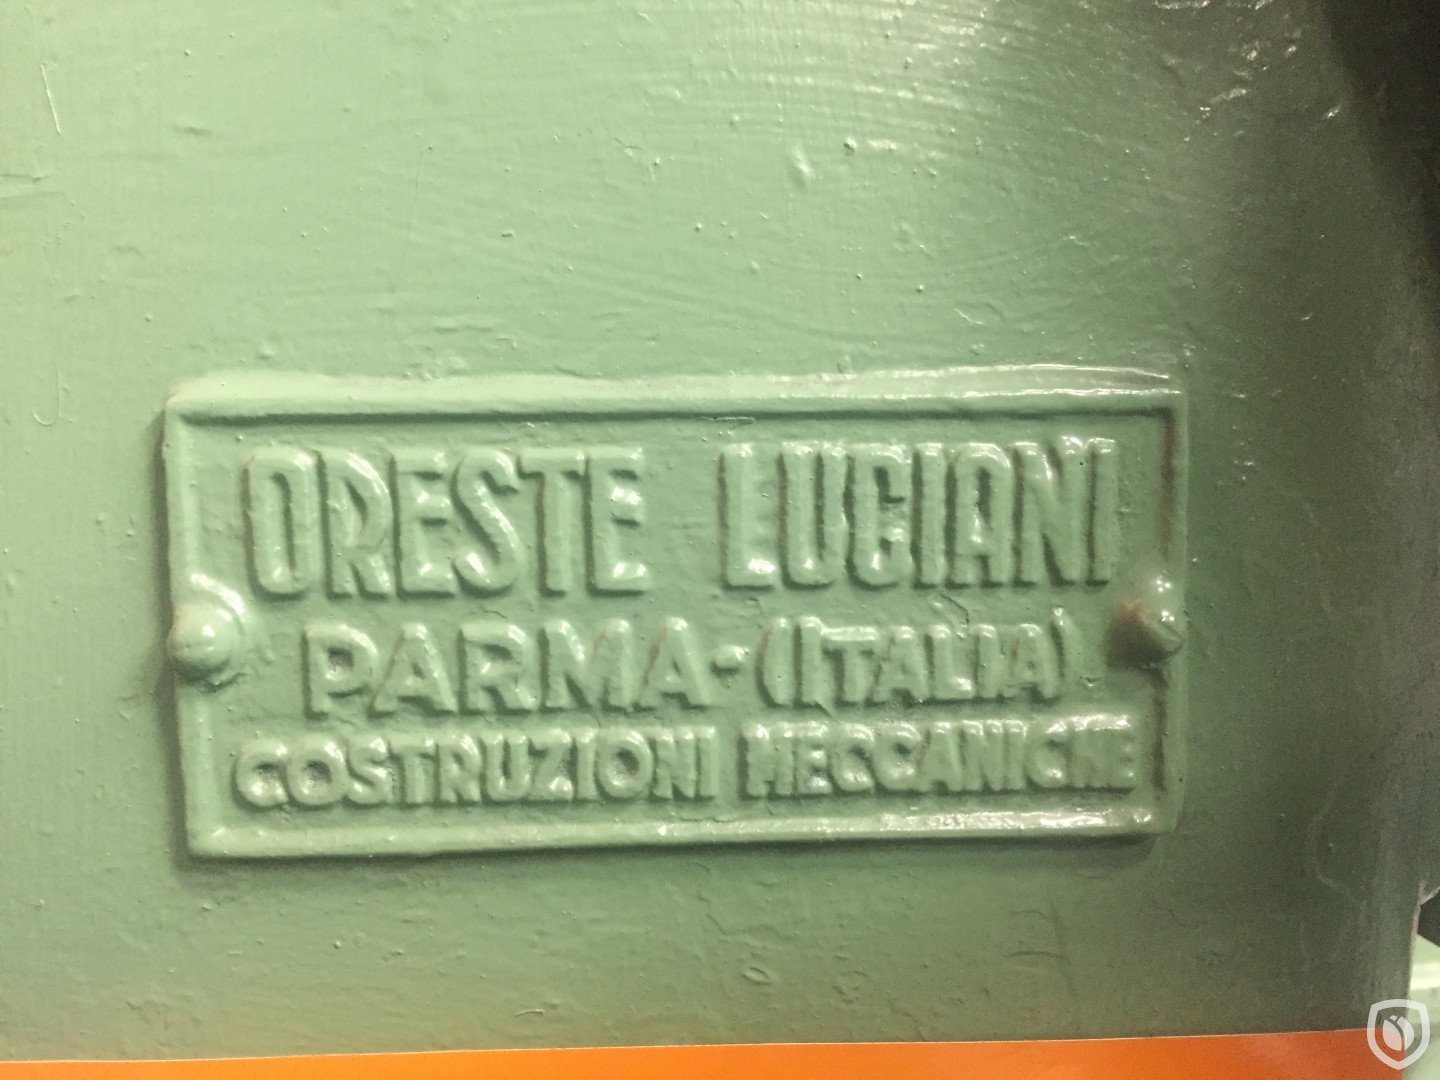 ORESTE LUCIANI
PARMA-(ITALIA)
COSTRUZIONI MECCANICHE